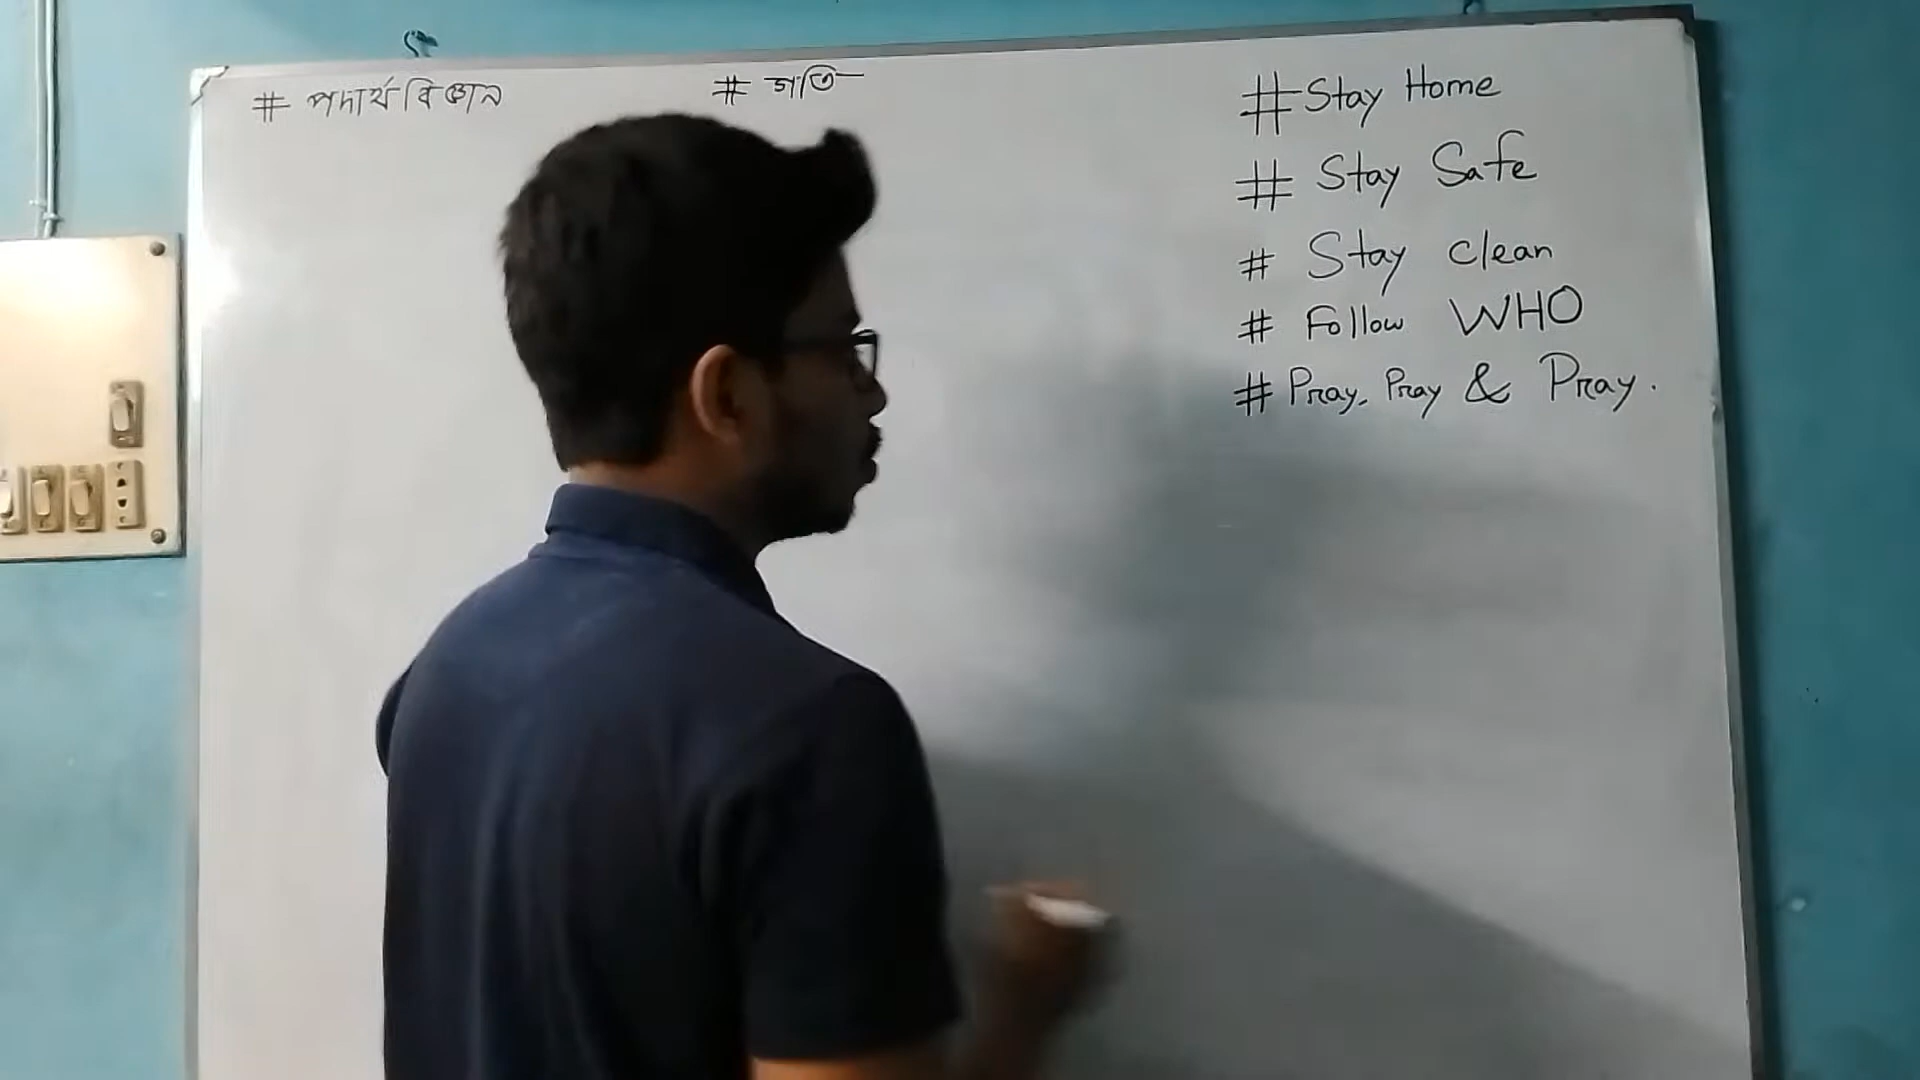 # পদার্থ বিজ্ঞান
# গতি
# Stay Home
# Stay Safe
# Stay clean
# Follow WHO
# Pray, Pray & Pray.